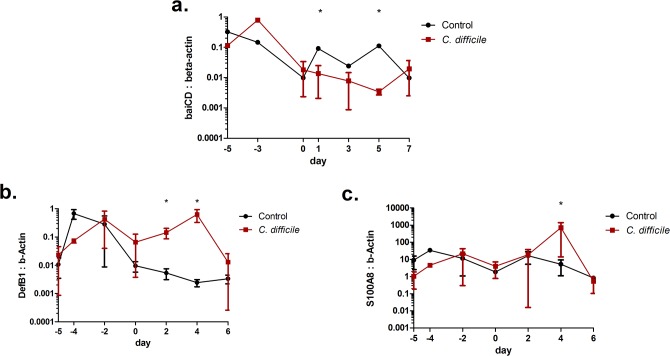 a.
* *
Control
C. difficile
baiCD : beta-actin
1
0.1
0.01
0.001
0.0001
-5 -3 0 1 3 5 7
day
b.
* *
Control
C. difficile
DefB1 : b-Actin
1
0.1
0.01
0.001
0.0001
-5 -4 -2 0 2 4 6
day
c.
*
Control
C. difficile
S100A8 : b-Actin
10000
1000
100
10
1
0.1
0.01
0.001
-5 -4 -2 0 2 4 6
day